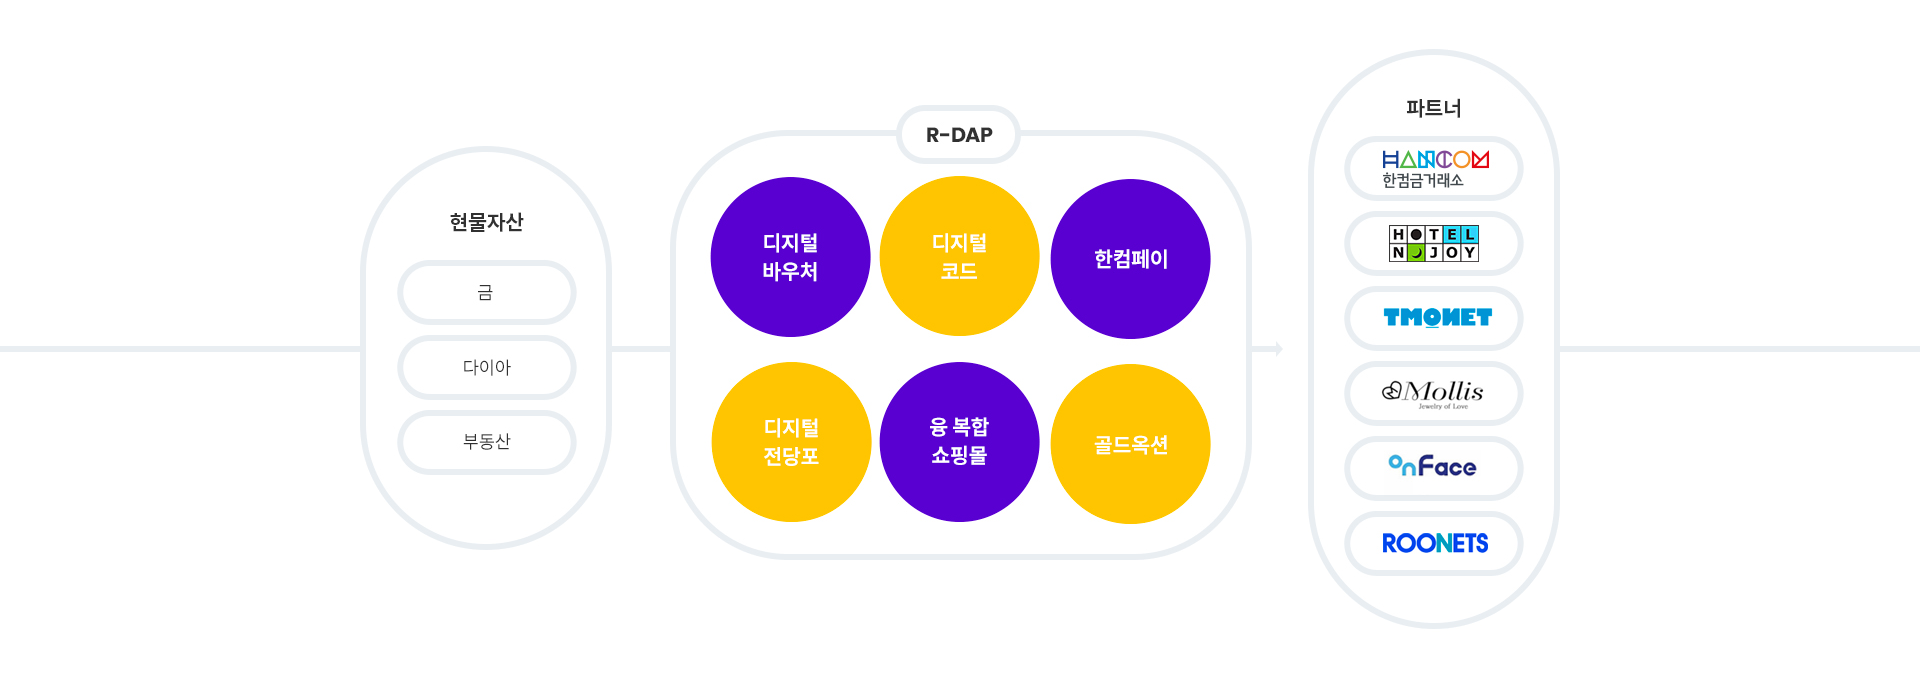 현물자산
금
다이아
부동산
R-DAP
디지털
바우처
디지털
코드
한컴페이
디지털
전당포
융 복합
쇼핑몰
골드옥션
파트너
HANCOM
한컴금거래소
HOTEL
NJOY
TMONET
Mollis
Jewelry of Love
onFace
ROONETS